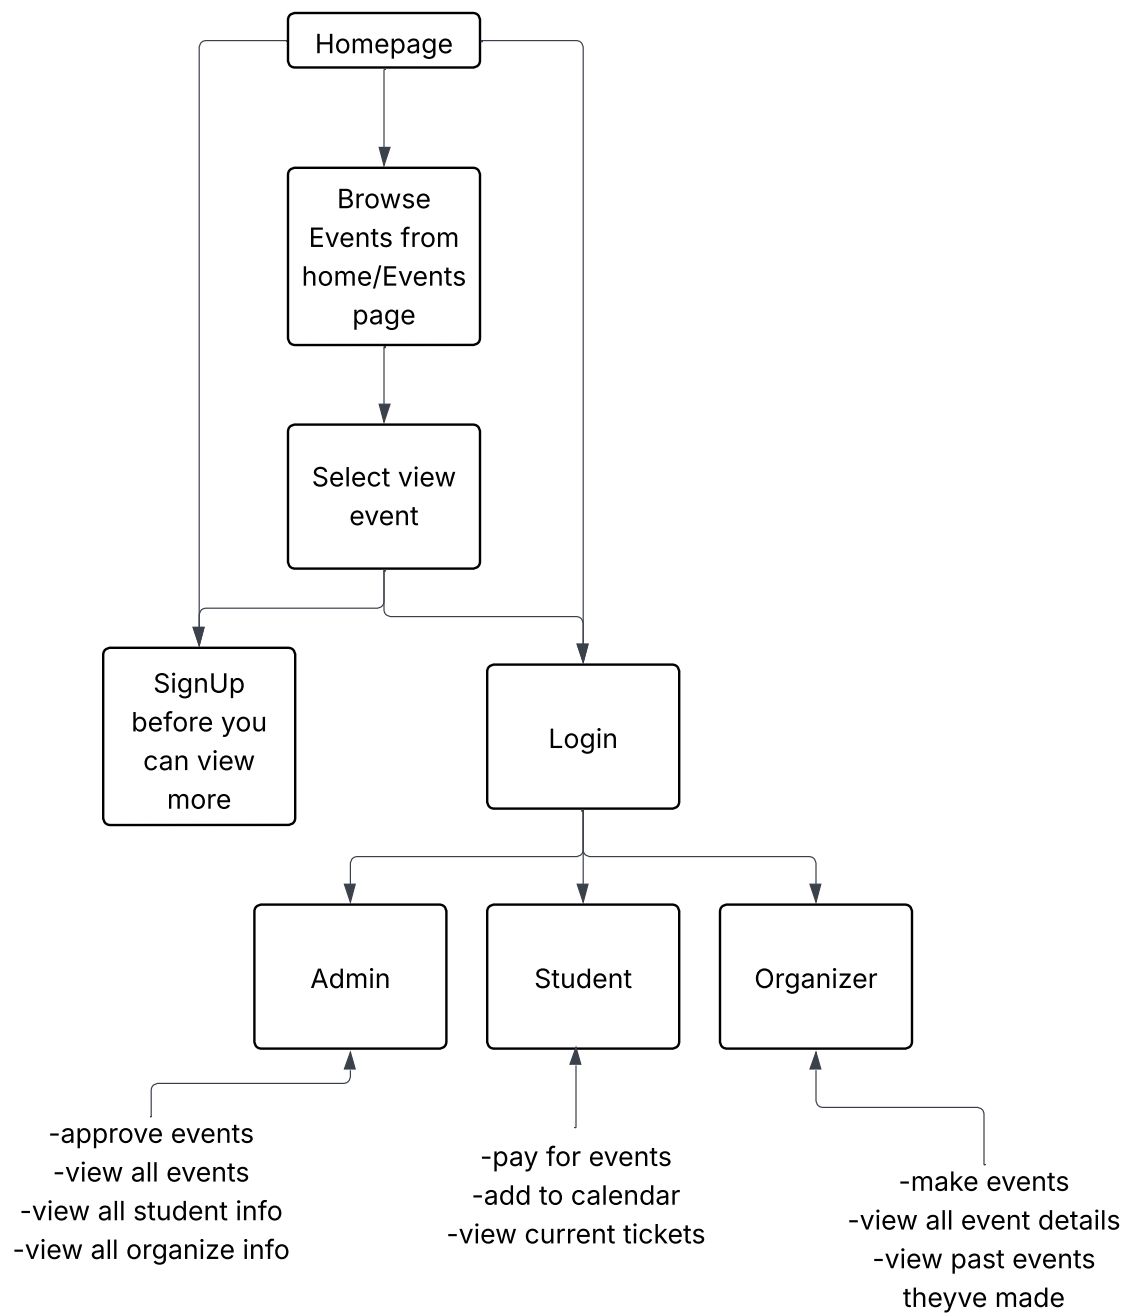 Homepage
Browse
Events from
home/Events
page
Select view
event
SignUp
before you
can view
more
Login
Admin
Student
Organizer
-approve events
-view all events
-view all student info
-view all organize info
-pay for events
-add to calendar
-view current tickets
-make events
-view all event details
-view past events
theyve made